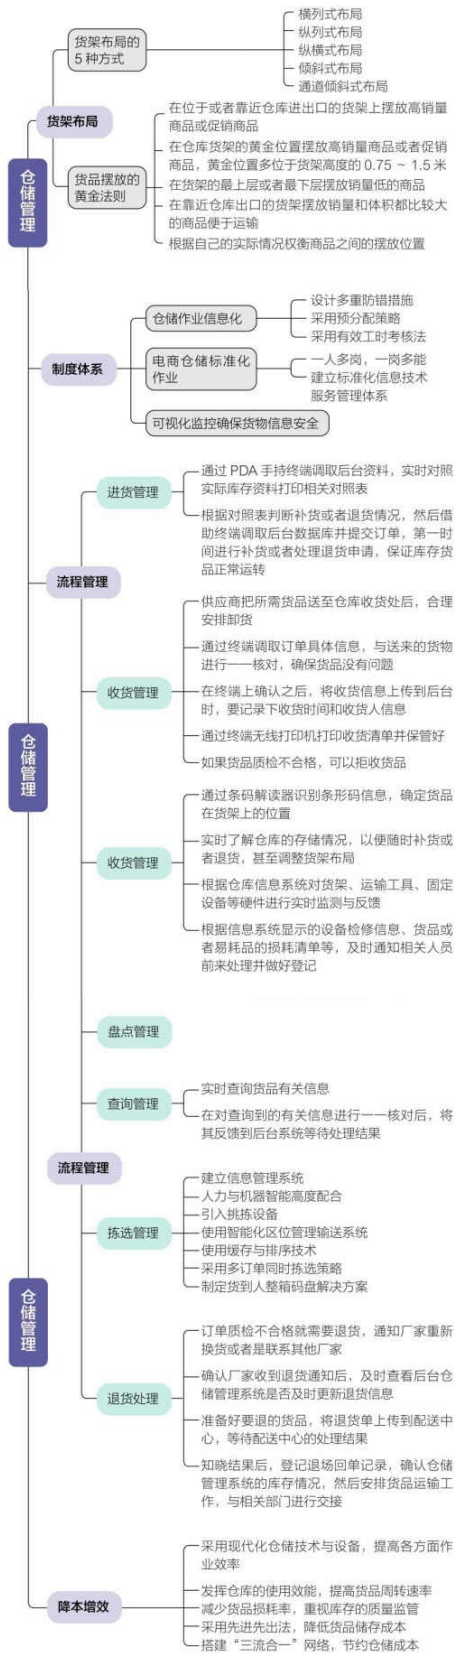 仓储管理
货架布局
货架布局的
5 种方式
横列式布局
纵列式布局
纵横式布局
倾斜式布局
通道倾斜式布局
货品摆放的
黄金法则
在位于或者靠近仓库进出口的货架上摆放高销量
商品或促销商品
在仓库货架的黄金位置摆放高销量商品或者促销
商品，黄金位置多位于货架高度的 0.75 ~ 1.5 米
在货架的最上层或者最下层摆放销量低的商品
在靠近仓库出口的货架摆放销量和体积都比较大
的商品便于运输
根据自己的实际情况权衡商品之间的摆放位置
制度体系
仓储作业信息化
设计多重防错措施
采用预分配策略
采用有效工时考核法
电商仓储标准化
作业
一人多岗，一岗多能
建立标准化信息技术
服务管理体系
可视化监控确保货物信息安全
仓储管理
流程管理
进货管理
通过 PDA 手持终端调取后台资料，实时对照
实际库存资料打印相关对照表
根据对照表判断补货或者退货情况，然后借
助终端调取后台数据库并提交订单，第一时
间进行补货或者处理退货申请，保证库存货
品正常运转
收货管理
供应商把所需货品送至仓库收货处后，合理
安排卸货
通过终端调取订单具体信息，与送来的货物
进行一一核对，确保货品没有问题
在终端上确认之后，将收货信息上传到后台
时，要记录下收货时间和收货人信息
通过终端无线打印机打印收货清单并保管好
如果货品质检不合格，可以拒收货品
收货管理
通过条码解读器识别条形码信息，确定货品
在货架上的位置
实时了解仓库的存储情况，以便随时补货或
者退货，甚至调整货架布局
根据仓库信息系统对货架、运输工具、固定
设备等硬件进行实时监测与反馈
根据信息系统显示的设备检修信息、货品或
者易耗品的损耗清单等，及时通知相关人员
前来处理并做好登记
盘点管理
查询管理
实时查询货品有关信息
在对查询到的有关信息进行一一核对后，将
其反馈到后台系统等待处理结果
流程管理
拣选管理
建立信息管理系统
人力与机器智能高度配合
引入挑拣设备
使用智能化区位管理输送系统
使用缓存与排序技术
采用多订单同时拣选策略
制定货到人整箱码盘解决方案
仓储管理
退货处理
订单质检不合格就需要退货，通知厂家重新
换货或者是联系其他厂家
确认厂家收到退货通知后，及时查看后台仓
储管理系统是否及时更新退货信息
准备好要退的货品，将退货单上传到配送中
心，等待配送中心的处理结果
知晓结果后，登记退场回单记录，确认仓储
管理系统的库存情况，然后安排货品运输工
作，与相关部门进行交接
降本增效
采用现代化仓储技术与设备，提高各方面作
业效率
发挥仓库的使用效能，提高货品周转速率
减少货品损耗率，重视库存的质量监管
采用先进先出法，降低货品储存成本
搭建“三流合一”网络，节约仓储成本